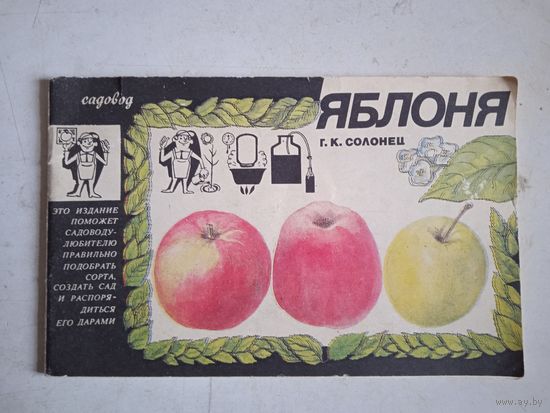 садовод
ЯБЛОНЯ
Г. К. СОЛОНЕЦ
ЭТО ИЗДАНИЕ
ПОМОЖЕТ
САДОВОДУ-
ЛЮБИТЕЛЮ
ПРАВИЛЬНО
ПОДОБРАТЬ
СОРТА,
СОЗДАТЬ САД
И РАСПОРЯ-
ДИТЬСЯ
ЕГО ДАРАМИ
www.ay.by